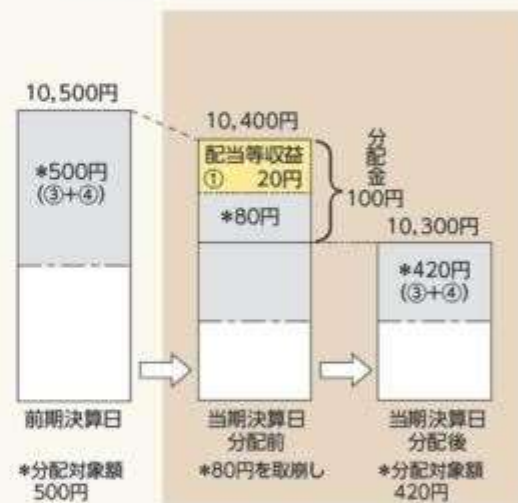 10,500円
*500円
(③+④)
前期決算日
*分配対象額
500円
10,400円
配当等収益
① 20円
*80円
分配金
100円
当期決算日
分配前
*80円を取崩し
10,300円
*420円
(③+④)
当期決算日
分配後
*分配対象額
420円